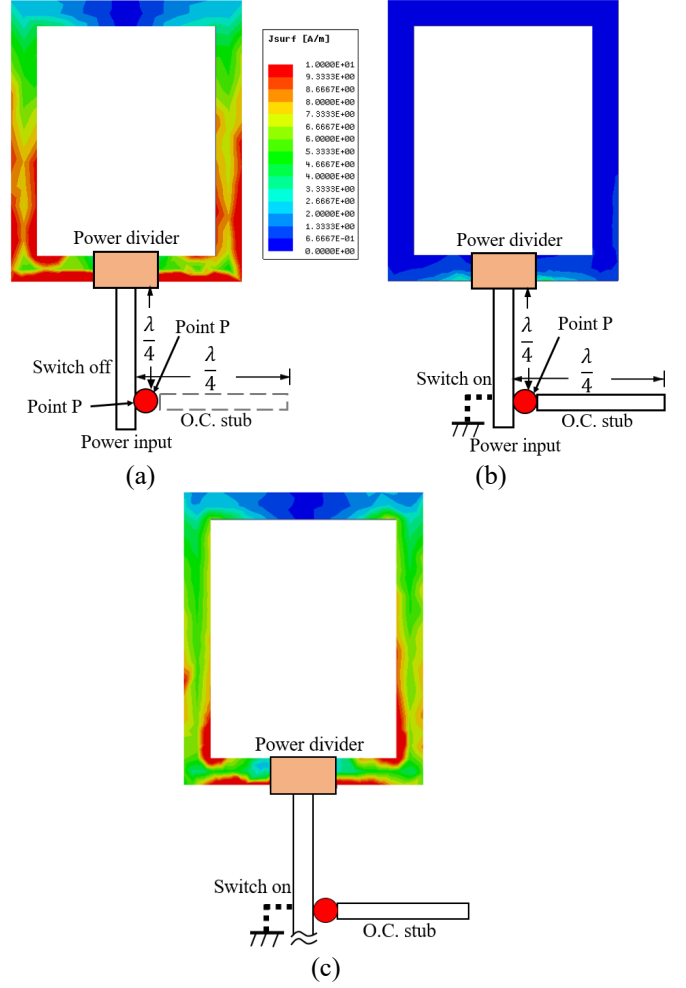 Jsurf [A/m]
1.0000E+01
9.3333E+00
8.6667E+00
8.0000E+00
7.3333E+00
6.6667E+00
6.0000E+00
5.3333E+00
4.6667E+00
4.0000E+00
3.3333E+00
2.6667E+00
2.0000E+00
1.3333E+00
6.6667E-01
0.0000E+00
Power divider
λ
4
Point P
Switch off
λ
4
Point P
O.C. stub
Power input
(a)
Power divider
λ
4
Point P
λ
4
Switch on
O.C. stub
Power input
(b)
Power divider
Switch on
O.C. stub
(c)